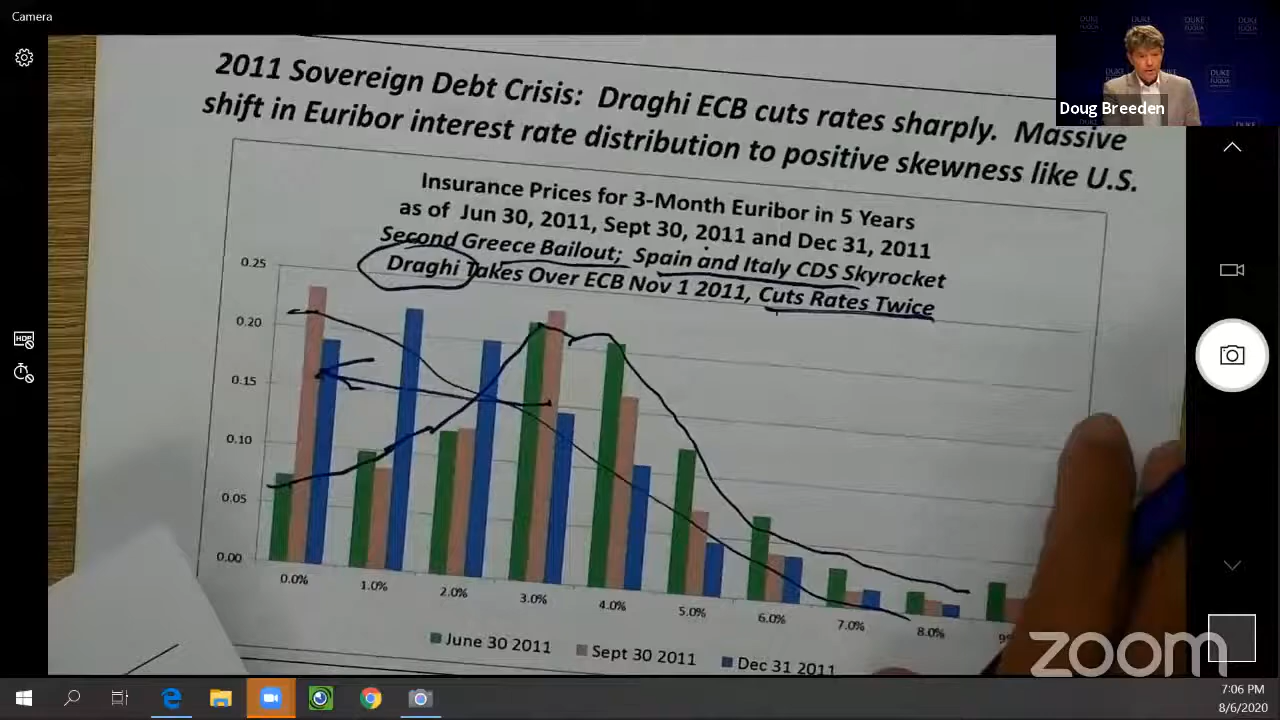 Camera
DUKE
Doug Breeden
2011 Sovereign Debt Crisis: Draghi ECB cuts rates sharply. Massive
shift in Euribor interest rate distribution to positive skewness like U.S.
Insurance Prices for 3-Month Euribor in 5 Years
as of Jun 30, 2011, Sept 30, 2011 and Dec 31, 2011
Second Greece Bailout; Spain and Italy CDS Skyrocket
Draghi Takes Over ECB Nov 1 2011, Cuts Rates Twice
0.25
0.20
0.15
0.10
0.05
0.00
0.0% 1.0% 2.0% 3.0% 4.0% 5.0% 6.0% 7.0% 8.0%
June 30 2011 Sept 30 2011 Dec 31 2011
zoom
7:06 PM
8/6/2020